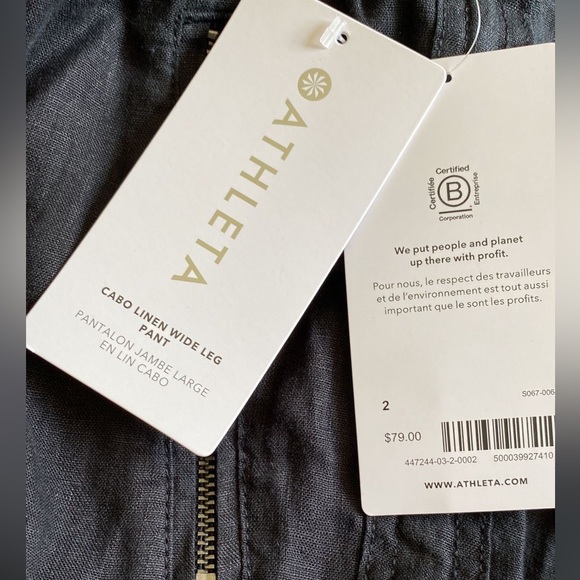 ATHLETA
CABO LINEN WIDE LEG
PANT
PANTALON JAMBE LARGE
EN LIN CABO
Certified
Certifiée
B
Entreprise
Corporation
We put people and planet
up there with profit.
Pour nous, le respect des travailleurs
et de l'environnement est tout aussi
important que le sont les profits.
S067-006
2
$79.00
447244-03-2-0002 500039927410
WWW.ATHLETA.COM